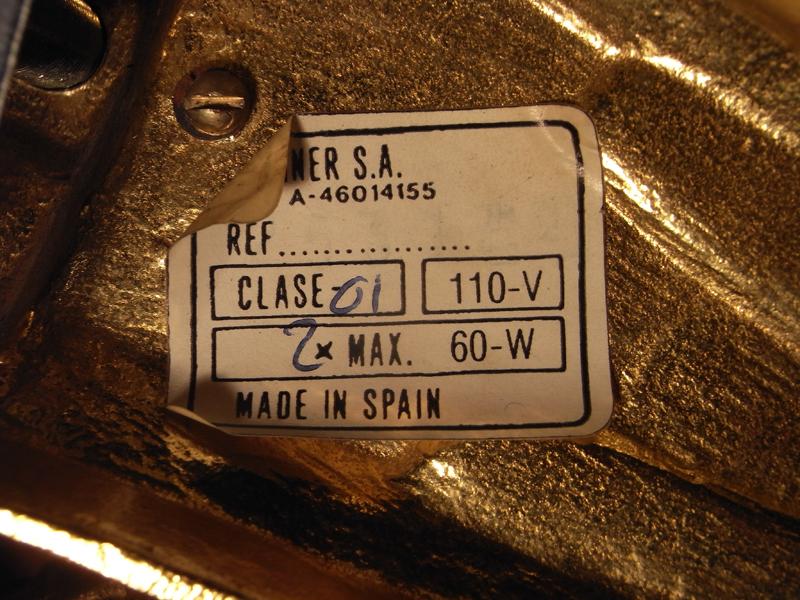 NER S.A.
A-46014155
REF.................
CLASE-01 110-V
2x MAX. 60-W
MADE IN SPAIN